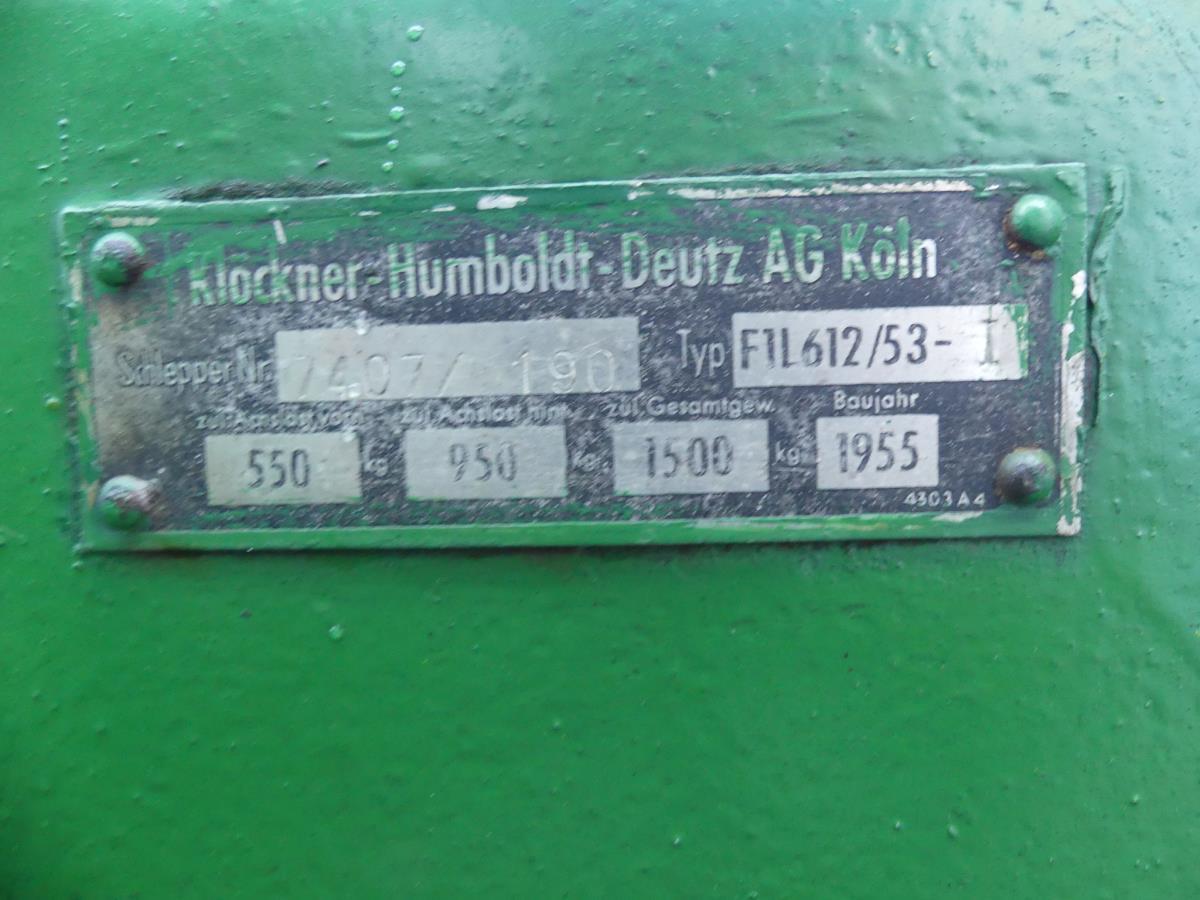 Klöckner-Humboldt-Deutz AG Köln
Schlepper Nr. 7407/ 190 Typ F1L612/53- I
zul. Achslast vorn zul. Achslast hint. zul. Gesamtgew. Baujahr
550 kg 950 kg 1500 kg 1955
4303 A 4